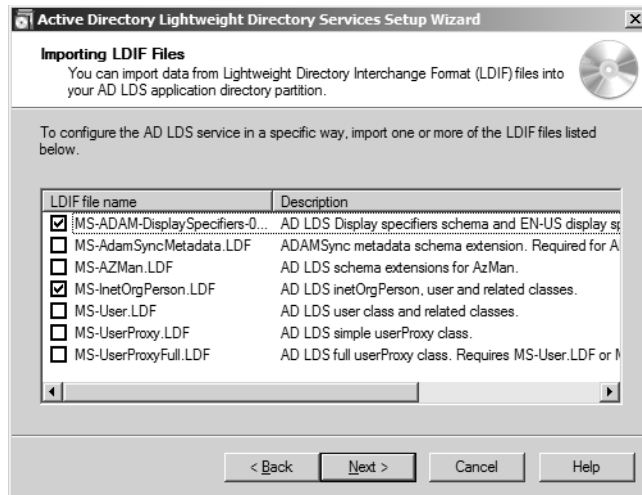 Active Directory Lightweight Directory Services Setup Wizard
Importing LDIF Files
You can import data from Lightweight Directory Interchange Format (LDIF) files into
your AD LDS application directory partition.
To configure the AD LDS service in a specific way, import one or more of the LDIF files listed
below.
LDIF file name Description
MS-ADAM-DisplaySpecifiers-0... AD LDS Display specifiers schema and EN-US display
MS-AdamSyncMetadata.LDF ADAMSync metadata schema extension. Required for
MS-AZMan.LDF AD LDS schema extensions for AzMan.
MS-InetOrgPerson.LDF AD LDS inetOrgPerson, user and related classes.
MS-User.LDF AD LDS user class and related classes.
MS-UserProxy.LDF AD LDS simple userProxy class.
MS-UserProxyFull.LDF AD LDS full userProxy class. Requires MS-User.LDF or
< Back Next > Cancel Help